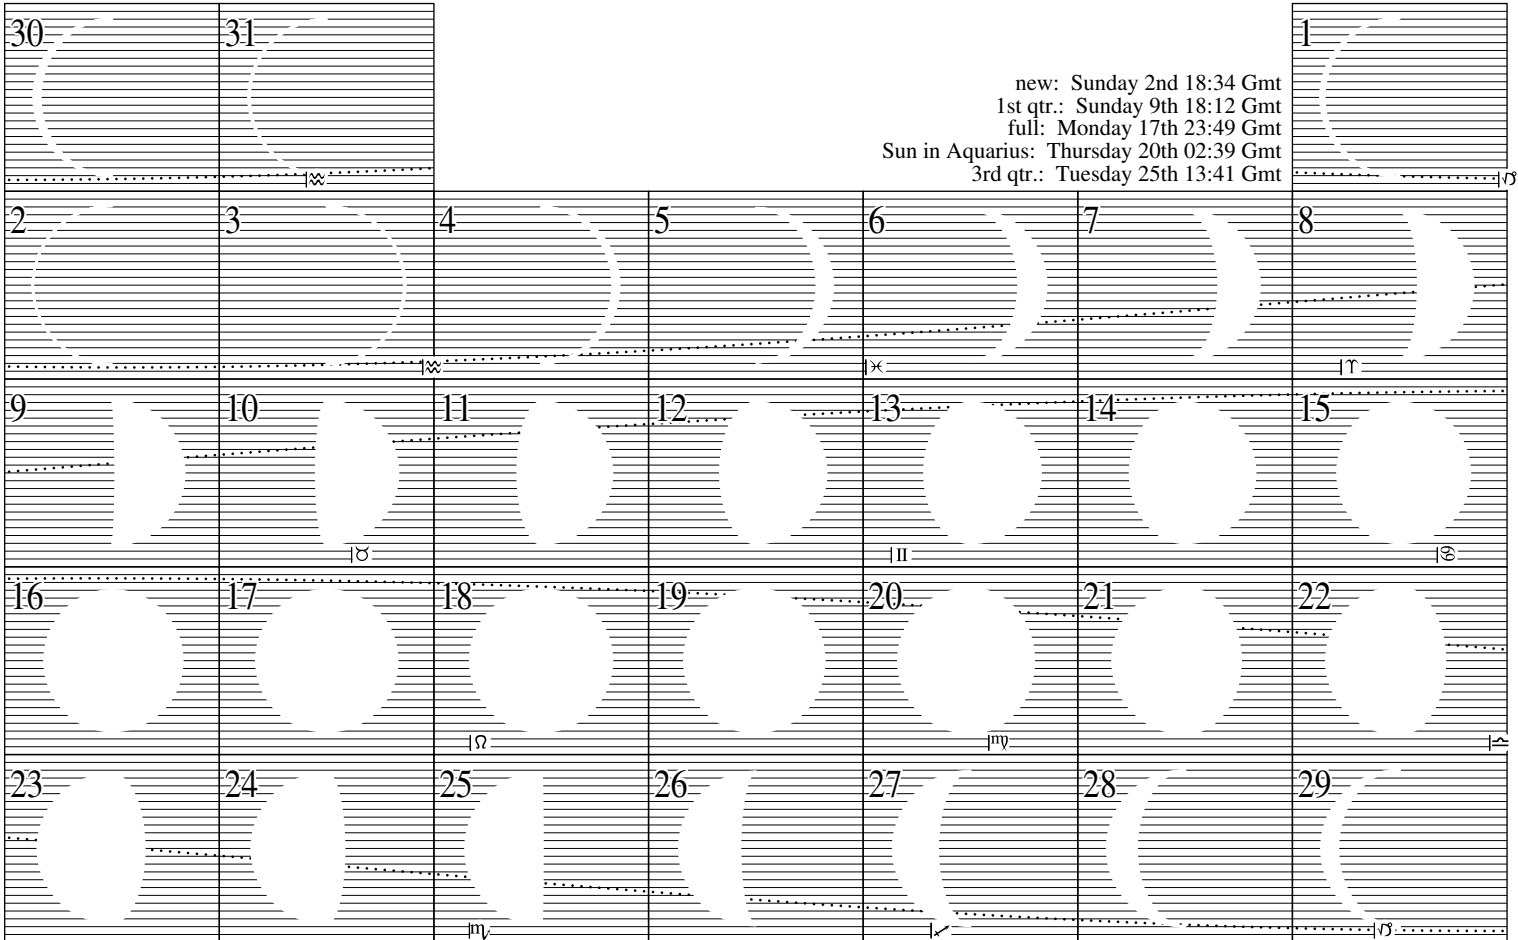 30 31 1
new: Sunday 2nd 18:34 Gmt
1st qtr.: Sunday 9th 18:12 Gmt
full: Monday 17th 23:49 Gmt
Sun in Aquarius: Thursday 20th 02:39 Gmt
3rd qtr.: Tuesday 25th 13:41 Gmt
♒ ♑
2 3 4 5 6 7 8
♒ ♓ ♈
9 10 11 12 13 14 15
♉ ♊ ♋
16 17 18 19 20 21 22
♌ ♍ ♎
23 24 25 26 27 28 29
♏ ♐ ♑